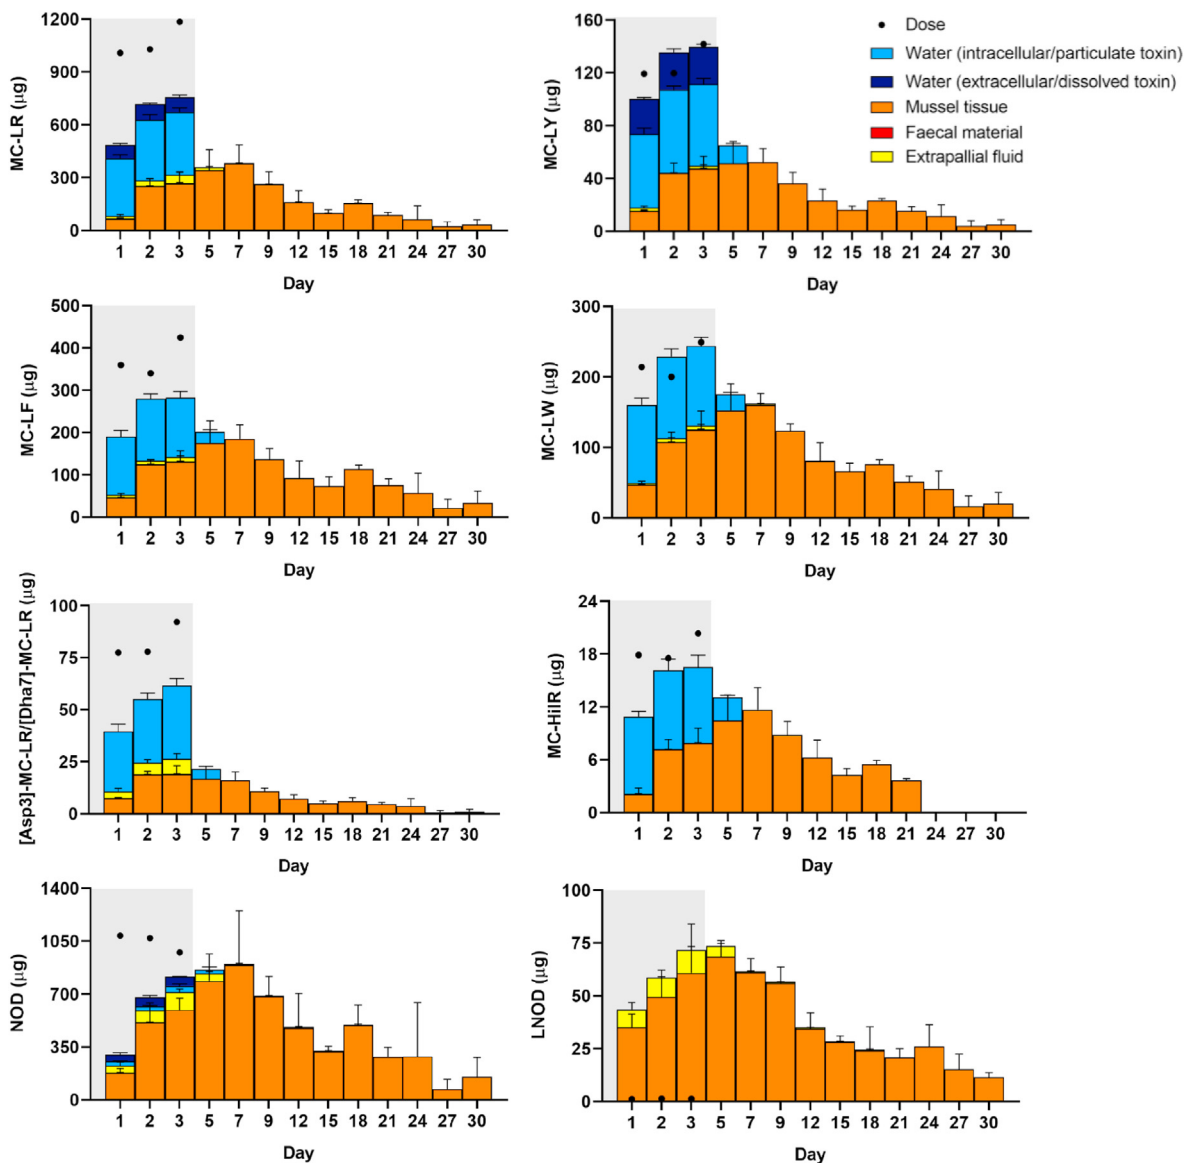 MC-LR (µg)
1200
900
600
300
0
1 2 3 5 7 9 12 15 18 21 24 27 30
Day
MC-LY (µg)
160
120
80
40
0
1 2 3 5 7 9 12 15 18 21 24 27 30
Day
Dose
Water (intracellular/particulate toxin)
Water (extracellular/dissolved toxin)
Mussel tissue
Faecal material
Extrapallial fluid
MC-LF (µg)
500
400
300
200
100
0
1 2 3 5 7 9 12 15 18 21 24 27 30
Day
MC-LW (µg)
300
200
100
0
1 2 3 5 7 9 12 15 18 21 24 27 30
Day
[Asp3]-MC-LR/[Dha7]-MC-LR (µg)
100
75
50
25
0
1 2 3 5 7 9 12 15 18 21 24 27 30
Day
MC-HilR (µg)
24
18
12
6
0
1 2 3 5 7 9 12 15 18 21 24 27 30
Day
NOD (µg)
1400
1050
700
350
0
1 2 3 5 7 9 12 15 18 21 24 27 30
Day
LNOD (µg)
100
75
50
25
0
1 2 3 5 7 9 12 15 18 21 24 27 30
Day